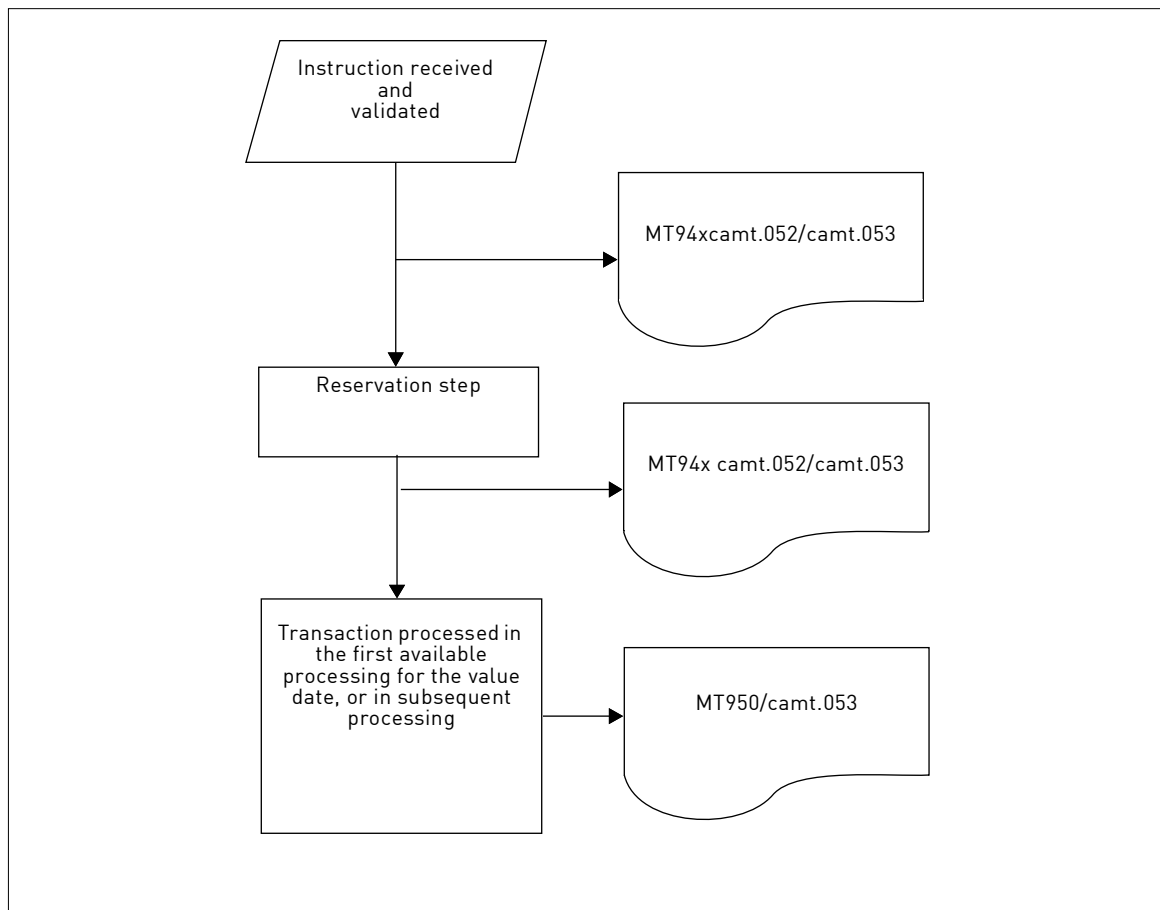 Instruction received
and
validated
MT94xcamt.052/camt.053
Reservation step
MT94x camt.052/camt.053
Transaction processed in
the first available
processing for the value
date, or in subsequent
processing
MT950/camt.053